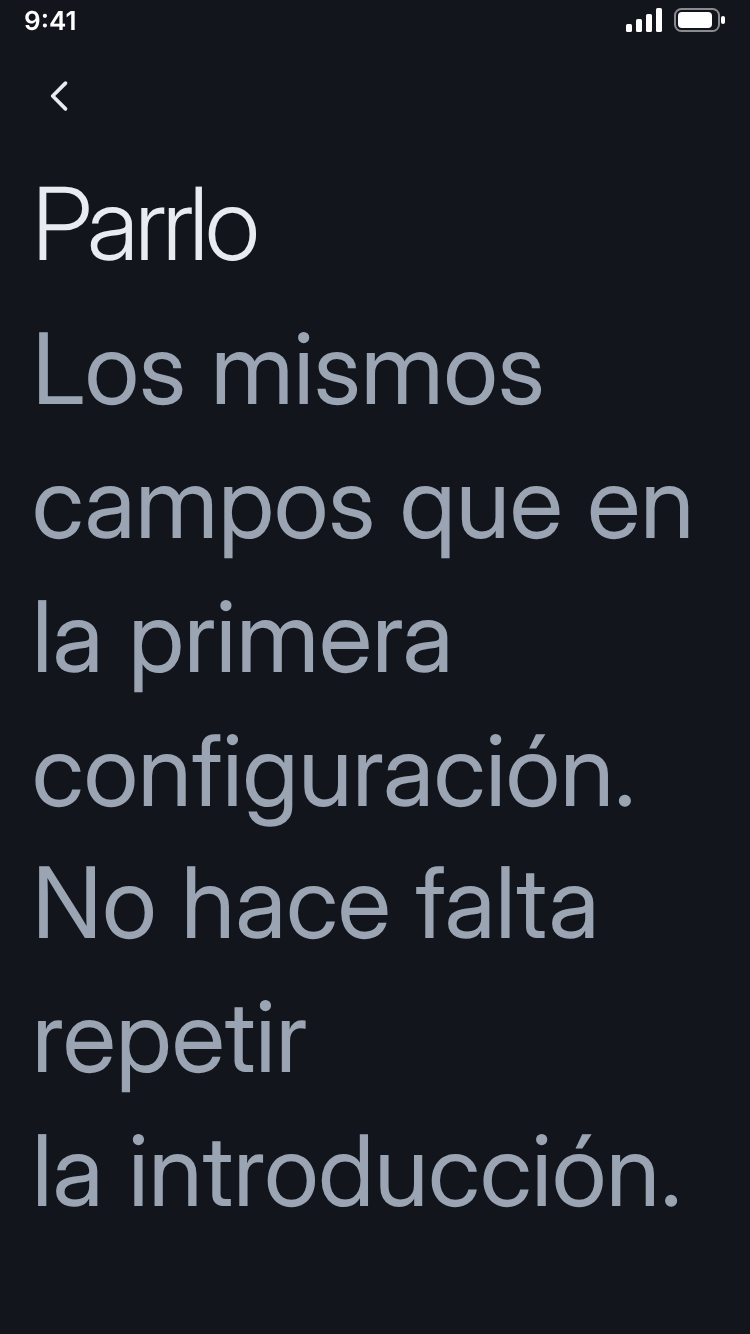 9:41
Parrlo
Los mismos
campos que en
la primera
configuración.
No hace falta
repetir
la introducción.